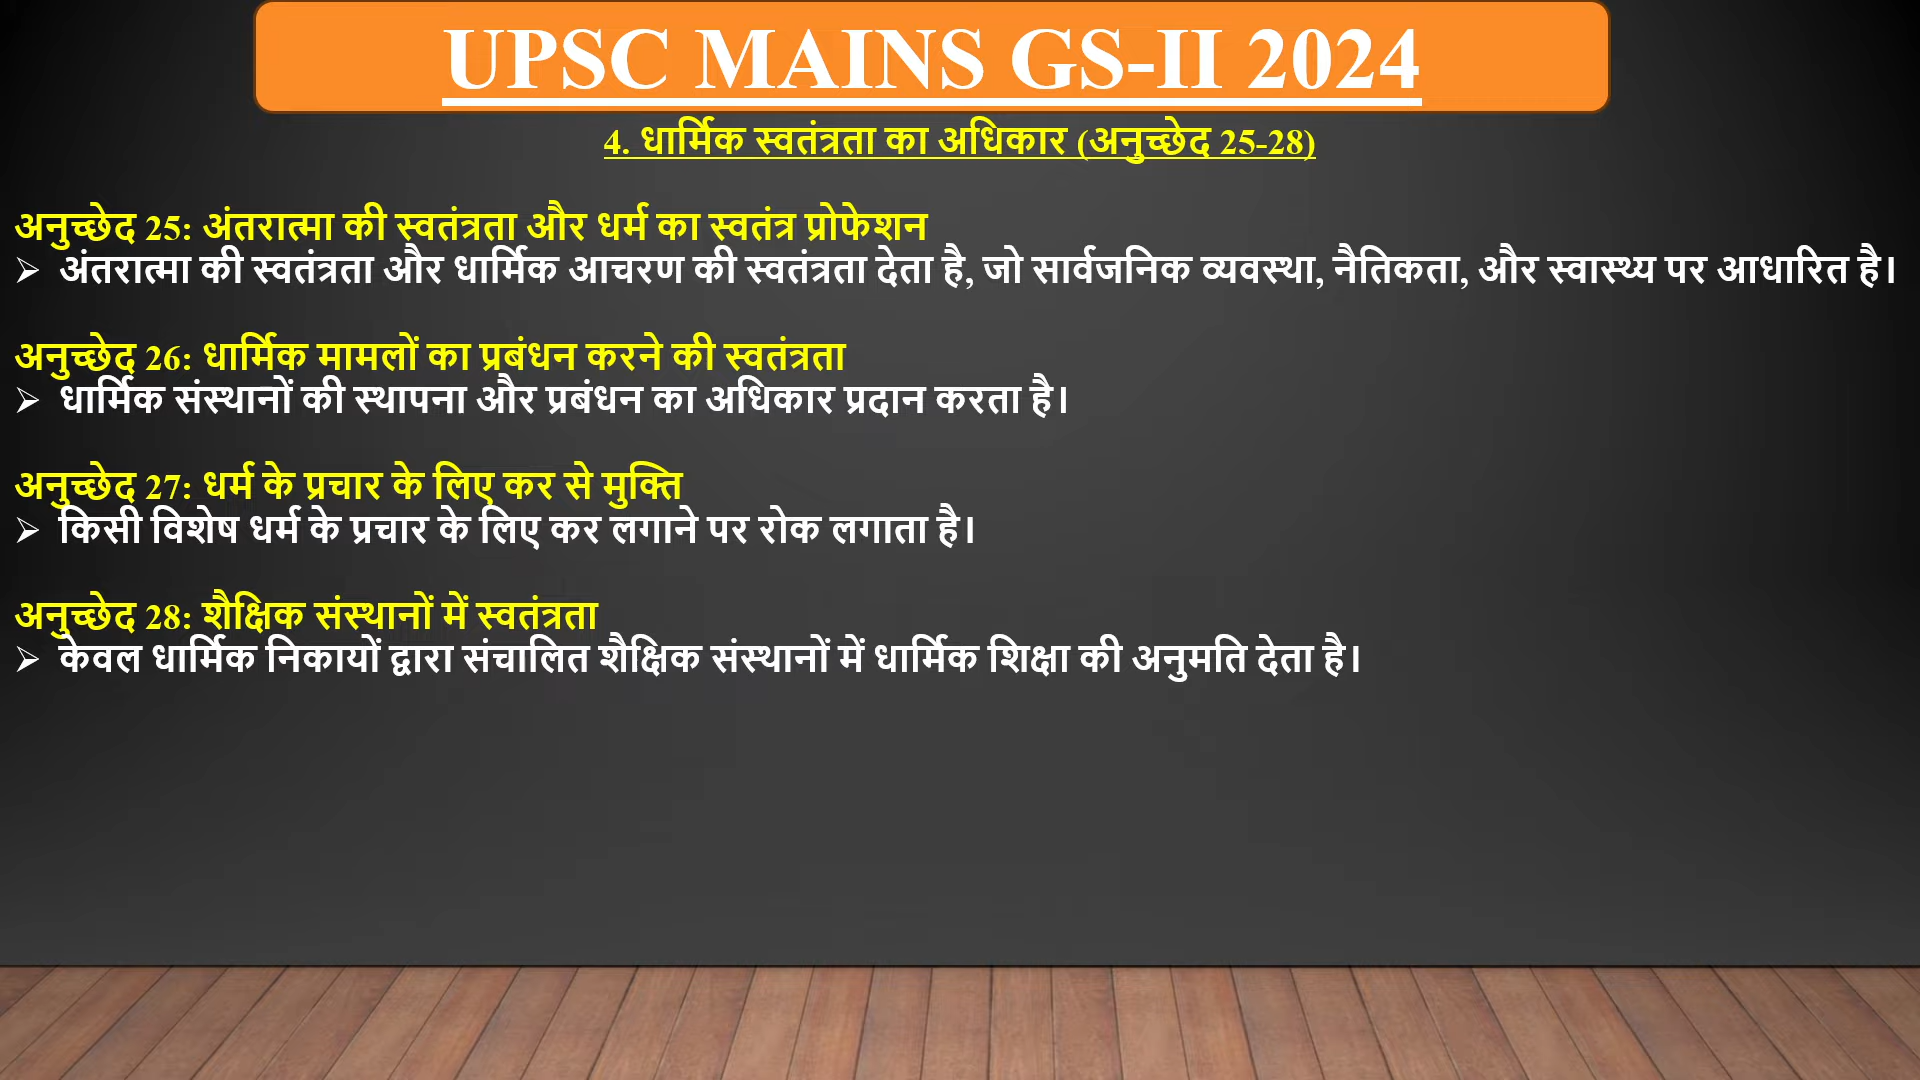 UPSC MAINS GS-II 2024
4. धार्मिक स्वतंत्रता का अधिकार (अनुच्छेद 25-28)
अनुच्छेद 25: अंतरात्मा की स्वतंत्रता और धर्म का स्वतंत्र प्रोफेशन
➢ अंतरात्मा की स्वतंत्रता और धार्मिक आचरण की स्वतंत्रता देता है, जो सार्वजनिक व्यवस्था, नैतिकता, और स्वास्थ्य पर आधारित है।
अनुच्छेद 26: धार्मिक मामलों का प्रबंधन करने की स्वतंत्रता
➢ धार्मिक संस्थानों की स्थापना और प्रबंधन का अधिकार प्रदान करता है।
अनुच्छेद 27: धर्म के प्रचार के लिए कर से मुक्ति
➢ किसी विशेष धर्म के प्रचार के लिए कर लगाने पर रोक लगाता है।
अनुच्छेद 28: शैक्षिक संस्थानों में स्वतंत्रता
➢ केवल धार्मिक निकायों द्वारा संचालित शैक्षिक संस्थानों में धार्मिक शिक्षा की अनुमति देता है।